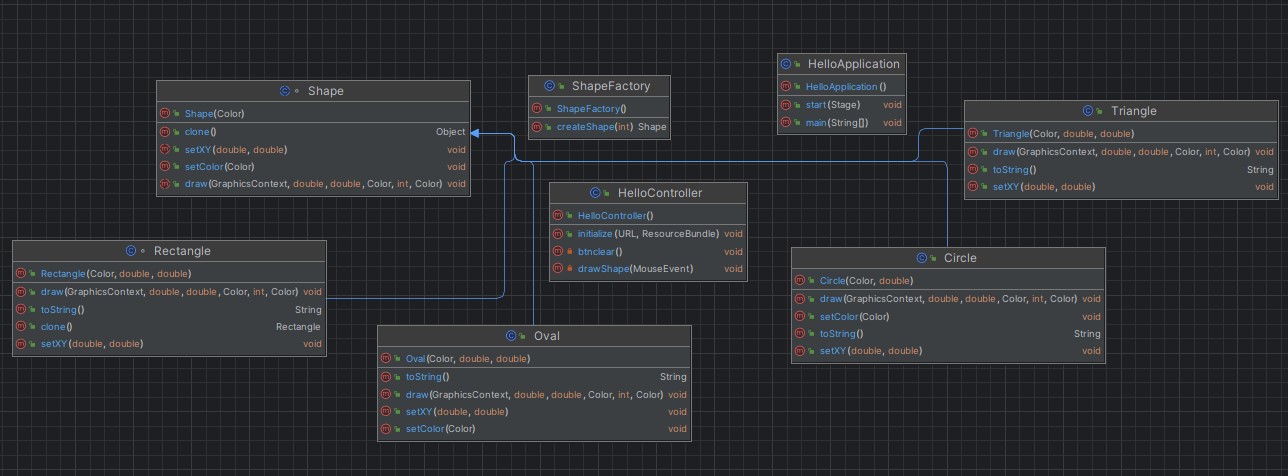 Shape
Shape(Color)
clone() Object
setXY(double, double) void
setColor(Color) void
draw(GraphicsContext, double, double, Color, int, Color) void
ShapeFactory
ShapeFactory()
createShape(int) Shape
HelloApplication
HelloApplication()
start(Stage) void
main(String[]) void
Triangle
Triangle(Color, double, double)
draw(GraphicsContext, double, double, Color, int, Color) void
toString() String
setXY(double, double) void
HelloController
HelloController()
initialize(URL, ResourceBundle) void
btnclear() void
drawShape(MouseEvent) void
Rectangle
Rectangle(Color, double, double)
draw(GraphicsContext, double, double, Color, int, Color) void
toString() String
clone() Rectangle
setXY(double, double) void
Circle
Circle(Color, double)
draw(GraphicsContext, double, double, Color, int, Color) void
setColor(Color) void
toString() String
setXY(double, double) void
Oval
Oval(Color, double, double)
toString() String
draw(GraphicsContext, double, double, Color, int, Color) void
setXY(double, double) void
setColor(Color) void